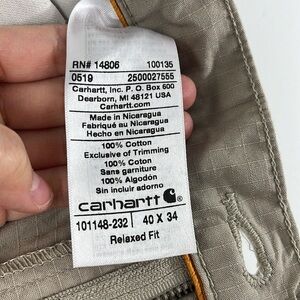 RN# 14806 100135
0519 2500027555
Carhartt, Inc. P. O. Box 600
Dearborn, MI 48121 USA
Carhartt.com
Made in Nicaragua
Fabriqué au Nicaragua
Hecho en Nicaragua
100% Cotton
Exclusive of Trimming
100% Coton
Sans garniture
100% Algodón
Sin incluir adorno
carhartt
101148-232 40 X 34
Relaxed Fit